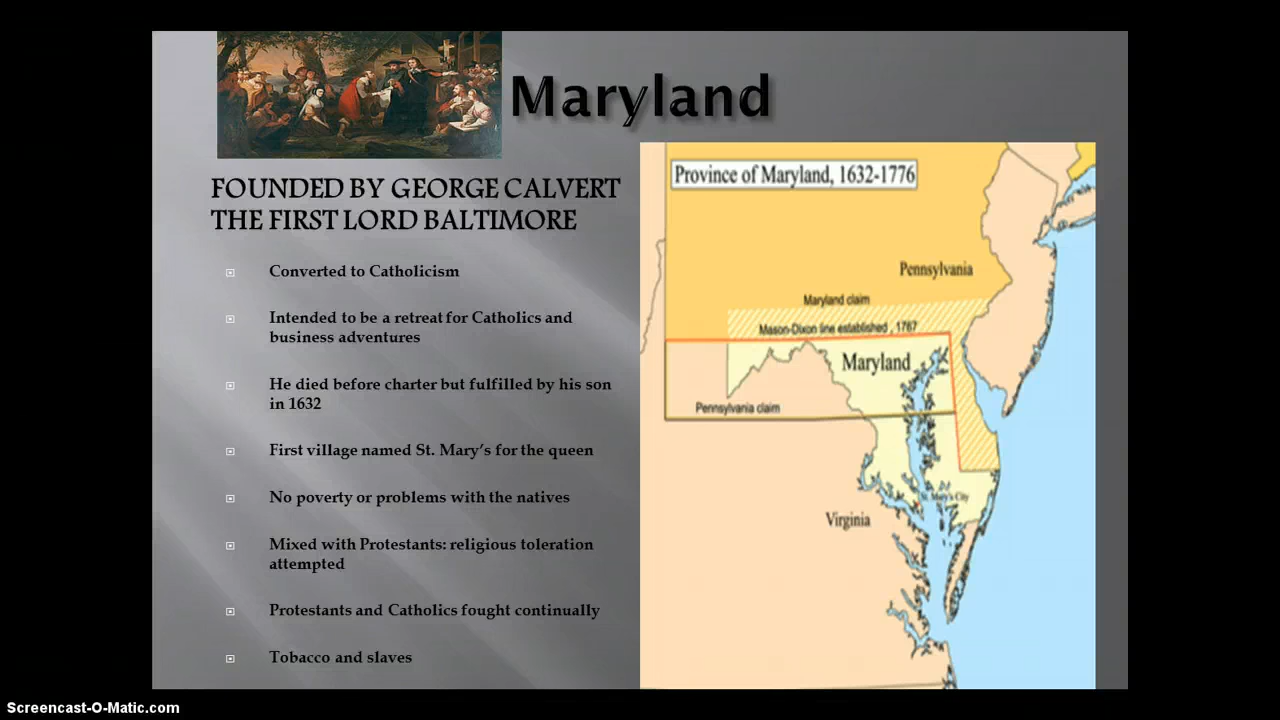 Maryland
FOUNDED BY GEORGE CALVERT
THE FIRST LORD BALTIMORE
Converted to Catholicism
Intended to be a retreat for Catholics and
business adventures
He died before charter but fulfilled by his son
in 1632
First village named St. Mary's for the queen
No poverty or problems with the natives
Mixed with Protestants: religious toleration
attempted
Protestants and Catholics fought continually
Tobacco and slaves
Province of Maryland, 1632-1776
Pennsylvania
Maryland claim
Mason-Dixon line established , 1767
Maryland
Pennsylvania claim
St. Mary's City
Virginia
Screencast-O-Matic.com